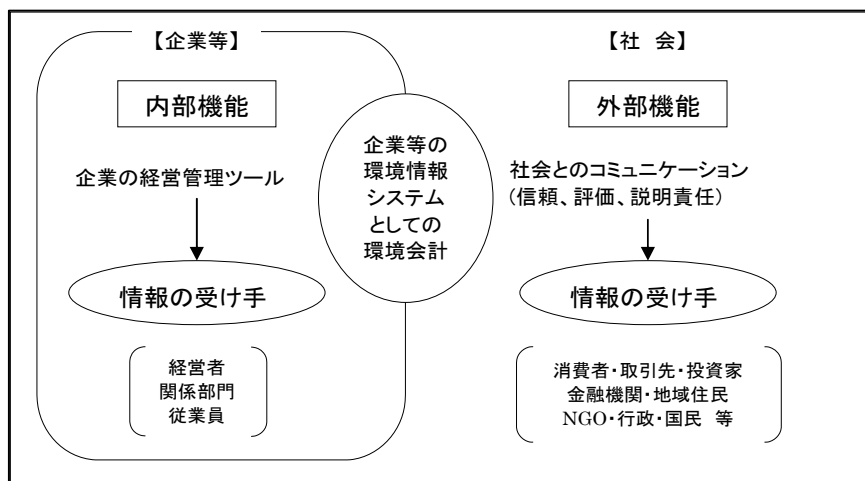 【企業等】
内部機能
企業の経営管理ツール
情報の受け手
経営者
関係部門
従業員
企業等の
環境情報
システム
としての
環境会計
【社 会】
外部機能
社会とのコミュニケーション
(信頼、評価、説明責任)
情報の受け手
消費者・取引先・投資家
金融機関・地域住民
NGO・行政・国民 等